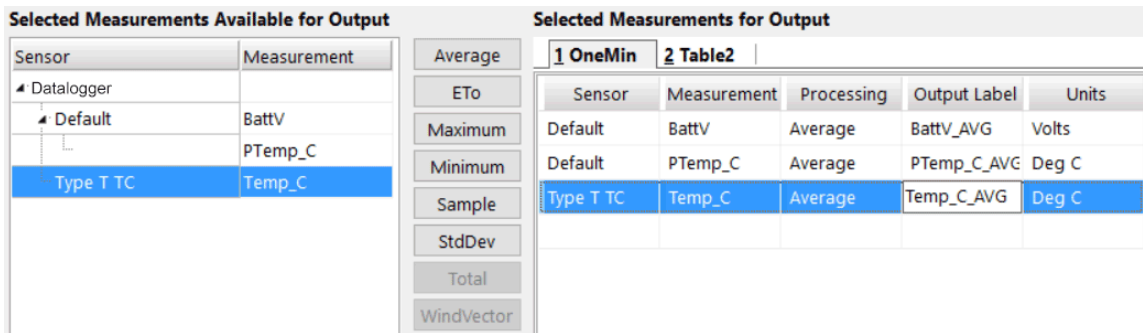 Selected Measurements Available for Output
Sensor Measurement
Datalogger
Default BattV
PTemp_C
Type T TC Temp_C
Average
ETo
Maximum
Minimum
Sample
StdDev
Total
WindVector
Selected Measurements for Output
1 OneMin 2 Table2
Sensor Measurement Processing Output Label Units
Default BattV Average BattV_AVG Volts
Default PTemp_C Average PTemp_C_AVG Deg C
Type T TC Temp_C Average Temp_C_AVG Deg C